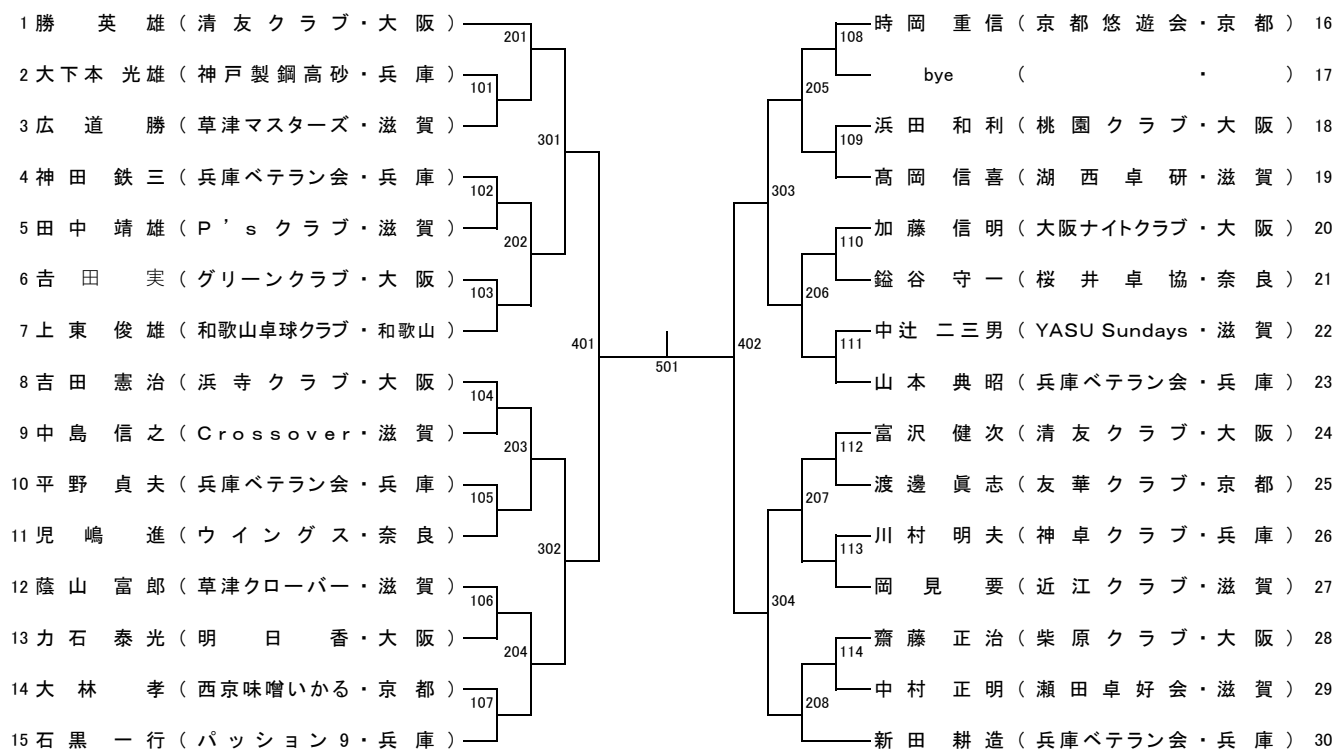 1 勝 英 雄 ( 清 友 ク ラ ブ ・ 大 阪 )
201
2 大下本 光雄 ( 神戸製鋼高砂 ・ 兵 庫 )
101
3 広 道 勝 ( 草津マスターズ ・ 滋 賀 )
301
4 神 田 鉄 三 ( 兵庫ベテラン会 ・ 兵 庫 )
102
5 田 中 靖 雄 ( P ’ s ク ラ ブ ・ 滋 賀 )
202
6 𠮷 田 実 ( グリーンクラブ ・ 大 阪 )
103
7 上 東 俊 雄 ( 和歌山卓球クラブ ・ 和歌山 )
401
8 吉 田 憲 治 ( 浜 寺 ク ラ ブ ・ 大 阪 )
104
9 中 島 信 之 ( Crossover ・ 滋 賀 )
203
10 平 野 貞 夫 ( 兵庫ベテラン会 ・ 兵 庫 )
105
11 児 嶋 進 ( ウ イ ン グ ス ・ 奈 良 )
302
12 蔭 山 富 郎 ( 草津クローバー ・ 滋 賀 )
106
13 力 石 泰 光 ( 明 日 香 ・ 大 阪 )
204
14 大 林 孝 ( 西京味噌いかる ・ 京 都 )
107
15 石 黒 一 行 ( パッション9 ・ 兵 庫 )
501
時 岡 重 信 ( 京 都 悠 遊 会 ・ 京 都 ) 16
108
bye ( ・ ) 17
205
浜 田 和 利 ( 桃 園 ク ラ ブ ・ 大 阪 ) 18
109
髙 岡 信 喜 ( 湖 西 卓 研 ・ 滋 賀 ) 19
303
加 藤 信 明 ( 大阪ナイトクラブ ・ 大 阪 ) 20
110
鎰 谷 守 一 ( 桜 井 卓 協 ・ 奈 良 ) 21
206
中 辻 二三男 ( YASU Sundays ・ 滋 賀 ) 22
111
山 本 典 昭 ( 兵庫ベテラン会 ・ 兵 庫 ) 23
402
富 沢 健 次 ( 清 友 ク ラ ブ ・ 大 阪 ) 24
112
渡 邊 眞 志 ( 友 華 ク ラ ブ ・ 京 都 ) 25
207
川 村 明 夫 ( 神 卓 ク ラ ブ ・ 兵 庫 ) 26
113
岡 見 要 ( 近 江 ク ラ ブ ・ 滋 賀 ) 27
304
齋 藤 正 治 ( 柴 原 ク ラ ブ ・ 大 阪 ) 28
114
中 村 正 明 ( 瀬 田 卓 好 会 ・ 滋 賀 ) 29
208
新 田 耕 造 ( 兵庫ベテラン会 ・ 兵 庫 ) 30